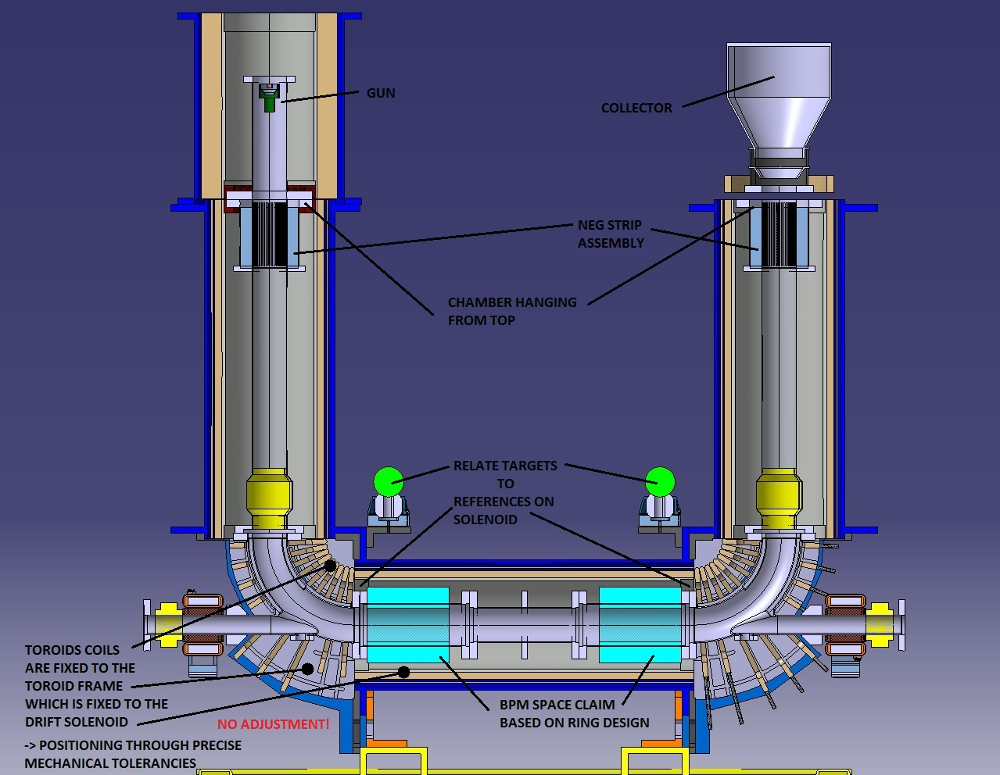 GUN
COLLECTOR
NEG STRIP
ASSEMBLY
CHAMBER HANGING
FROM TOP
RELATE TARGETS
TO
REFERENCES ON
SOLENOID
TOROIDS COILS
ARE FIXED TO THE
TOROID FRAME
WHICH IS FIXED TO THE
DRIFT SOLENOID
NO ADJUSTMENT!
-> POSITIONING THROUGH PRECISE
MECHANICAL TOLERANCIES
BPM SPACE CLAIM
BASED ON RING DESIGN